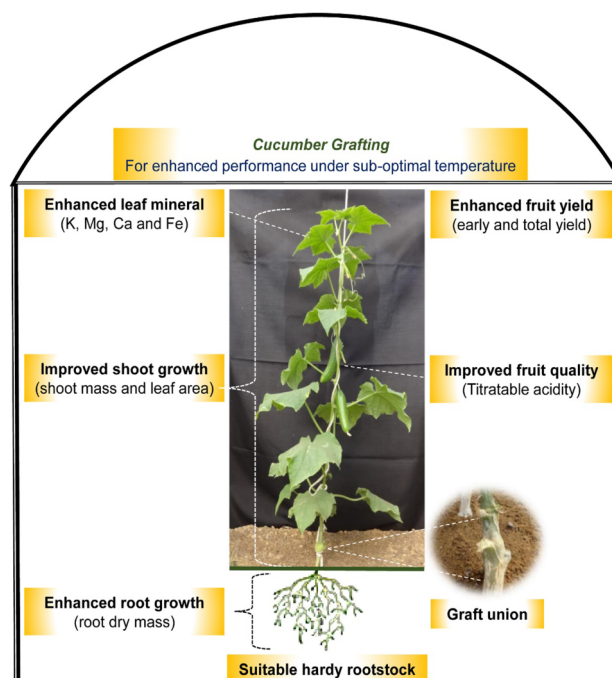 Cucumber Grafting
For enhanced performance under sub-optimal temperature
Enhanced leaf mineral
(K, Mg, Ca and Fe)
Enhanced fruit yield
(early and total yield)
Improved shoot growth
(shoot mass and leaf area)
Improved fruit quality
(Titratable acidity)
Enhanced root growth
(root dry mass)
Graft union
Suitable hardy rootstock